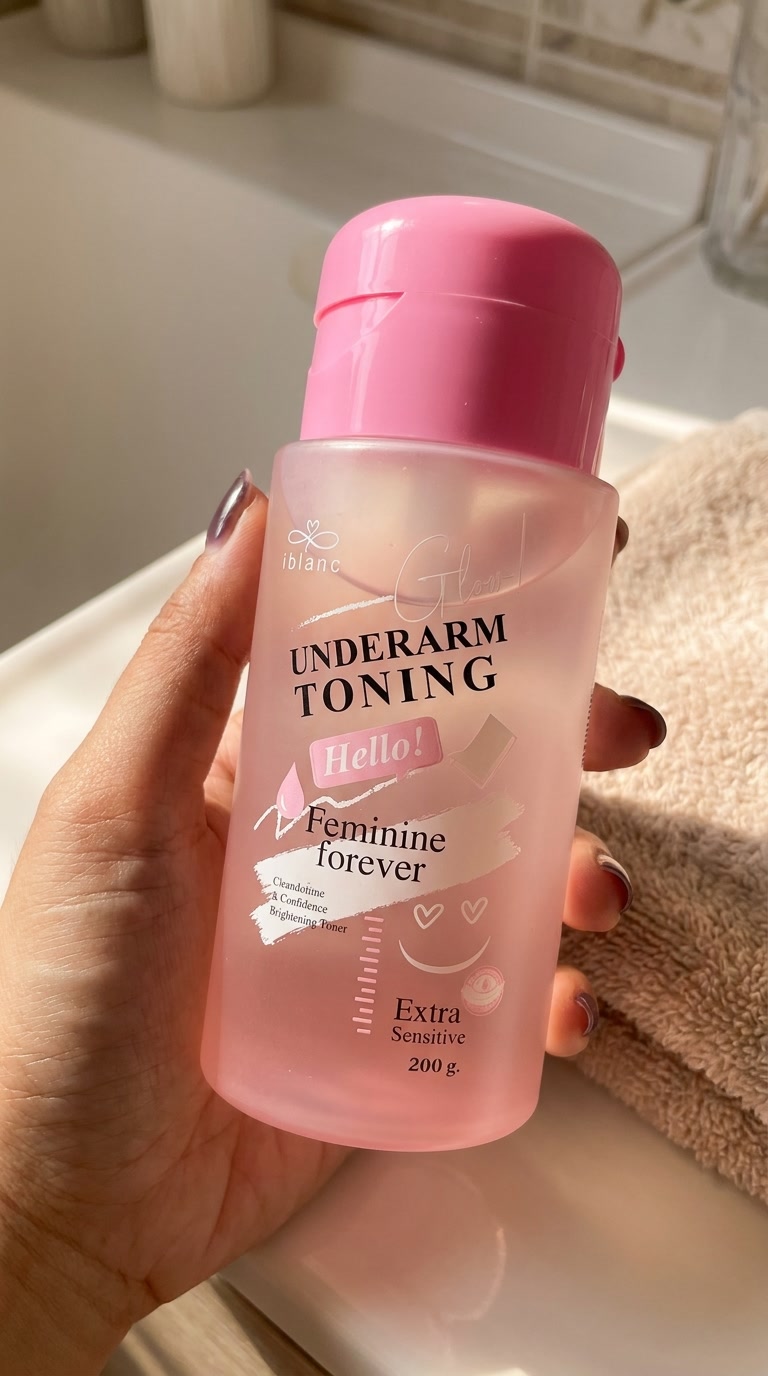 iblanc
Glow!
UNDERARM
TONING
Hello!
Feminine
forever
Cleandotime
& Confidence
Brightening Toner
Extra
Sensitive
200 g.